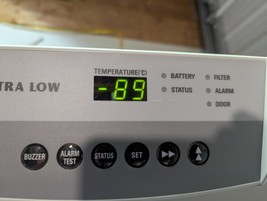 TEMPERATURE(°C)
-89
BATTERY
FILTER
STATUS
ALARM
DOOR
TRA LOW
BUZZER
ALARM
TEST
STATUS
SET